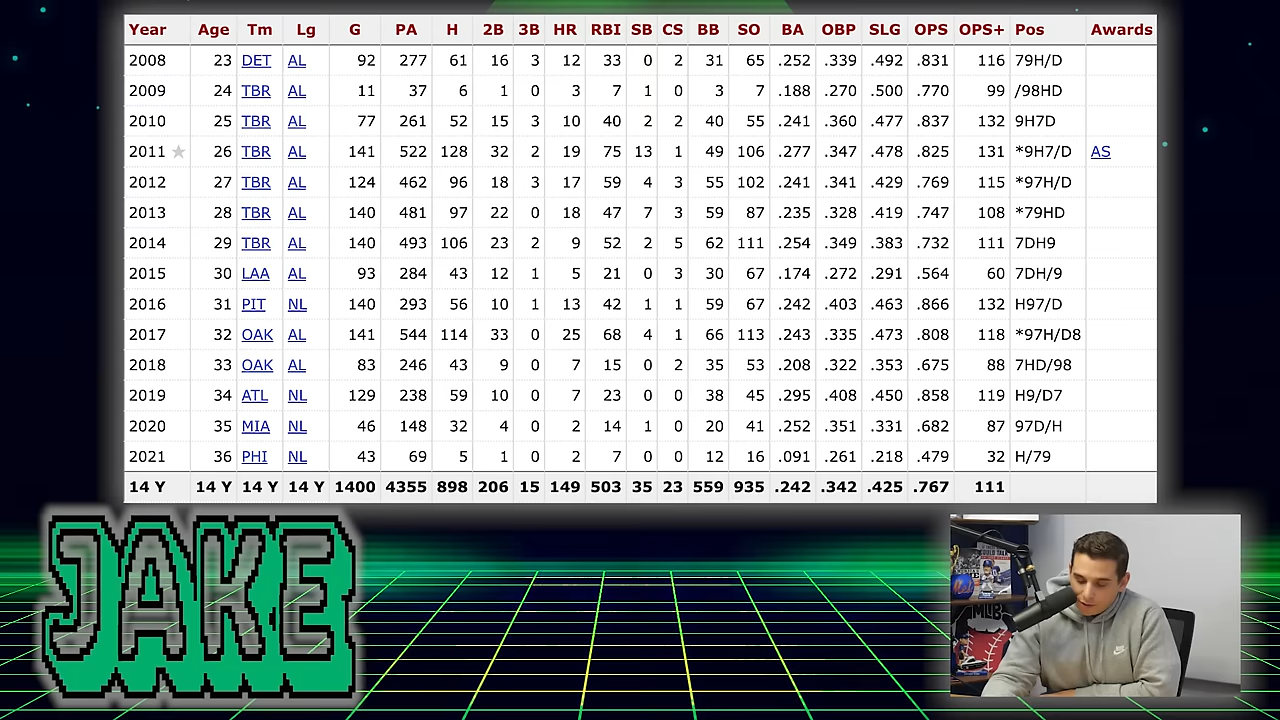 Year Age Tm Lg G PA H 2B 3B HR RBI SB CS BB SO BA OBP SLG OPS OPS+ Pos Awards
2008 23 DET AL 92 277 61 16 3 12 33 0 2 31 65 .252 .339 .492 .831 116 79H/D
2009 24 TBR AL 11 37 6 1 0 3 7 1 0 3 7 .188 .270 .500 .770 99 /98HD
2010 25 TBR AL 77 261 52 15 3 10 40 2 2 40 55 .241 .360 .477 .837 132 9H7D
2011 ★ 26 TBR AL 141 522 128 32 2 19 75 13 1 49 106 .277 .347 .478 .825 131 *9H7/D AS
2012 27 TBR AL 124 462 96 18 3 17 59 4 3 55 102 .241 .341 .429 .769 115 *97H/D
2013 28 TBR AL 140 481 97 22 0 18 47 7 3 59 87 .235 .328 .419 .747 108 *79HD
2014 29 TBR AL 140 493 106 23 2 9 52 2 5 62 111 .254 .349 .383 .732 111 7DH9
2015 30 LAA AL 93 284 43 12 1 5 21 0 3 30 67 .174 .272 .291 .564 60 7DH/9
2016 31 PIT NL 140 293 56 10 1 13 42 1 1 59 67 .242 .403 .463 .866 132 H97/D
2017 32 OAK AL 141 544 114 33 0 25 68 4 1 66 113 .243 .335 .473 .808 118 *97H/D8
2018 33 OAK AL 83 246 43 9 0 7 15 0 2 35 53 .208 .322 .353 .675 88 7HD/98
2019 34 ATL NL 129 238 59 10 0 7 23 0 0 38 45 .295 .408 .450 .858 119 H9/D7
2020 35 MIA NL 46 148 32 4 0 2 14 1 0 20 41 .252 .351 .331 .682 87 97D/H
2021 36 PHI NL 43 69 5 1 0 2 7 0 0 12 16 .091 .261 .218 .479 32 H/79
14 Y 14 Y 14 Y 14 Y 1400 4355 898 206 15 149 503 35 23 559 935 .242 .342 .425 .767 111
JAKE
MLB